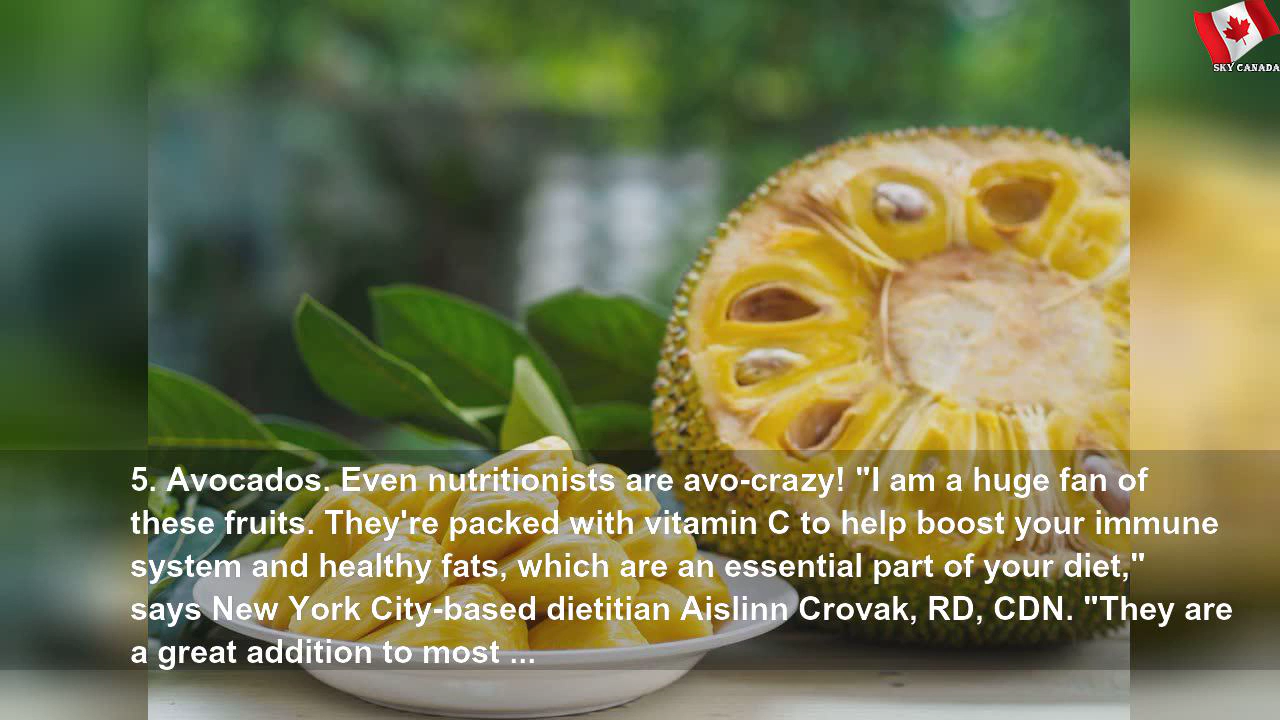 SKY CANADA
5. Avocados. Even nutritionists are avo-crazy! "I am a huge fan of
these fruits. They're packed with vitamin C to help boost your immune
system and healthy fats, which are an essential part of your diet,"
says New York City-based dietitian Aislinn Crovak, RD, CDN. "They are
a great addition to most ...